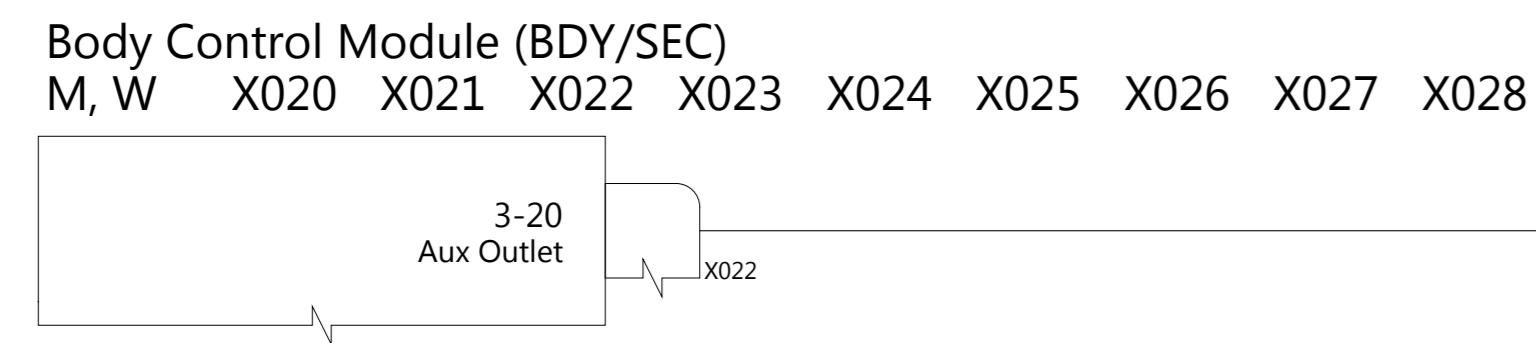 Body Control Module (BDY/SEC)
M, W X020 X021 X022 X023 X024 X025 X026 X027 X028
3-20
Aux Outlet
X022